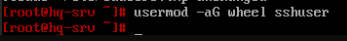 [root@hq-srv ~]# usermod -aG wheel sshuser
[root@hq-srv ~]# _